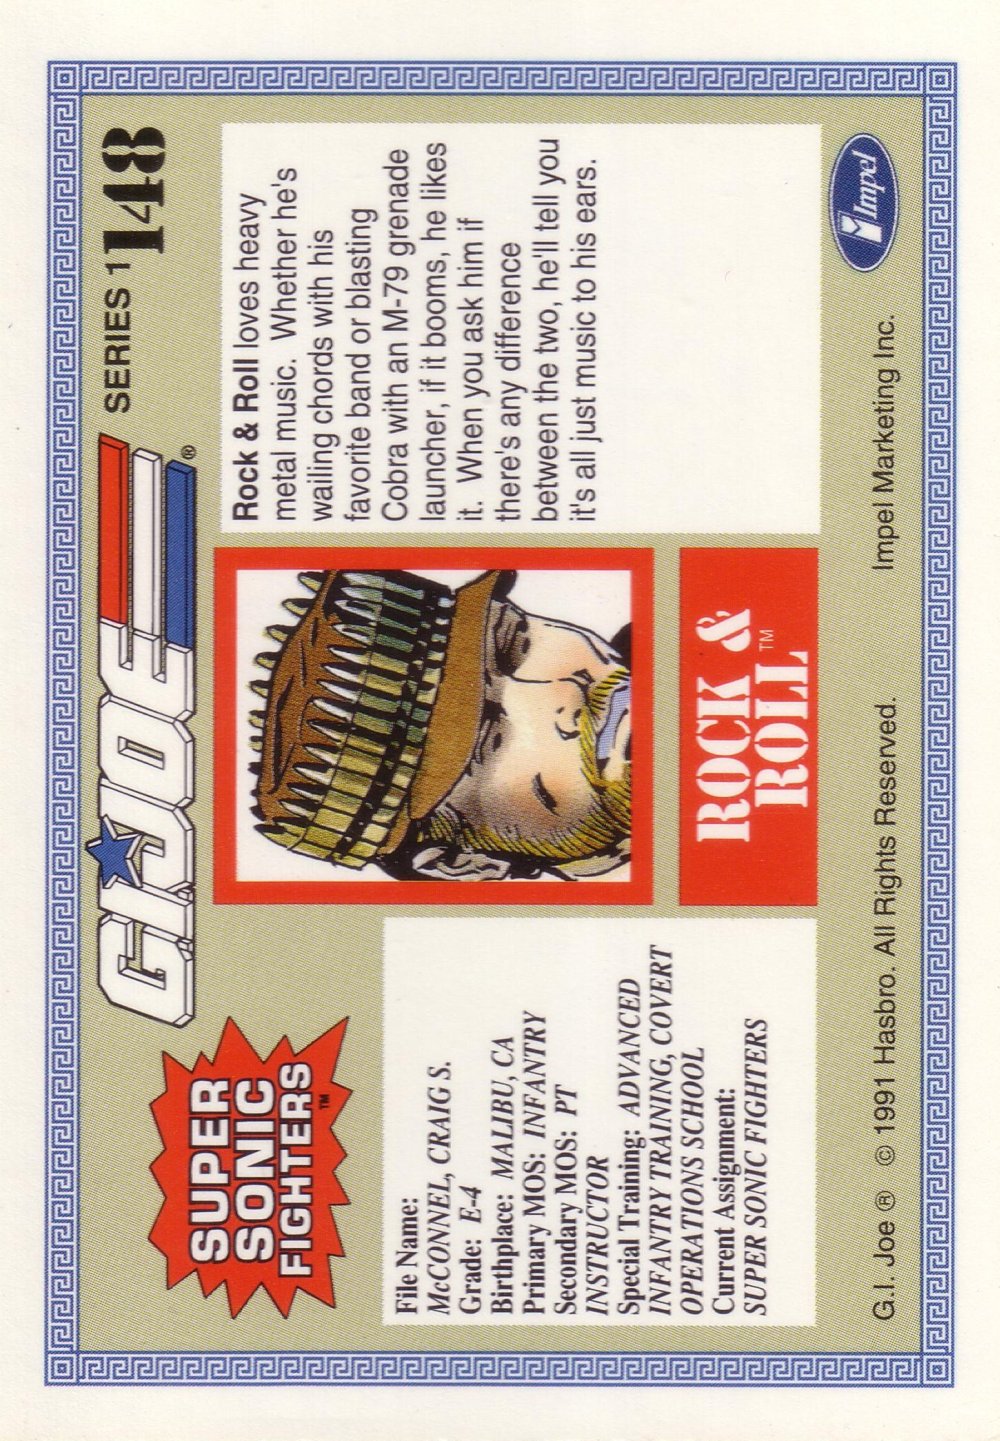 SUPER
SONIC
FIGHTERS™
G.I. JOE®
SERIES 1 148
File Name:
McCONNEL, CRAIG S.
Grade: E-4
Birthplace: MALIBU, CA
Primary MOS: INFANTRY
Secondary MOS: PT
INSTRUCTOR
Special Training: ADVANCED
INFANTRY TRAINING, COVERT
OPERATIONS SCHOOL
Current Assignment:
SUPER SONIC FIGHTERS
ROCK &
ROLL™
Rock & Roll loves heavy
metal music. Whether he's
wailing chords with his
favorite band or blasting
Cobra with an M-79 grenade
launcher, if it booms, he likes
it. When you ask him if
there's any difference
between the two, he'll tell you
it's all just music to his ears.
G.I. Joe ® © 1991 Hasbro. All Rights Reserved. Impel Marketing Inc.
Impel